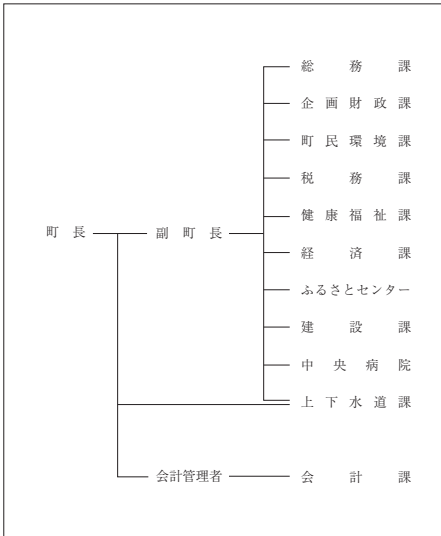 総務課
企画財政課
町民環境課
税務課
健康福祉課
町長 副町長
経済課
ふるさとセンター
建設課
中央病院
上下水道課
会計管理者 会計課